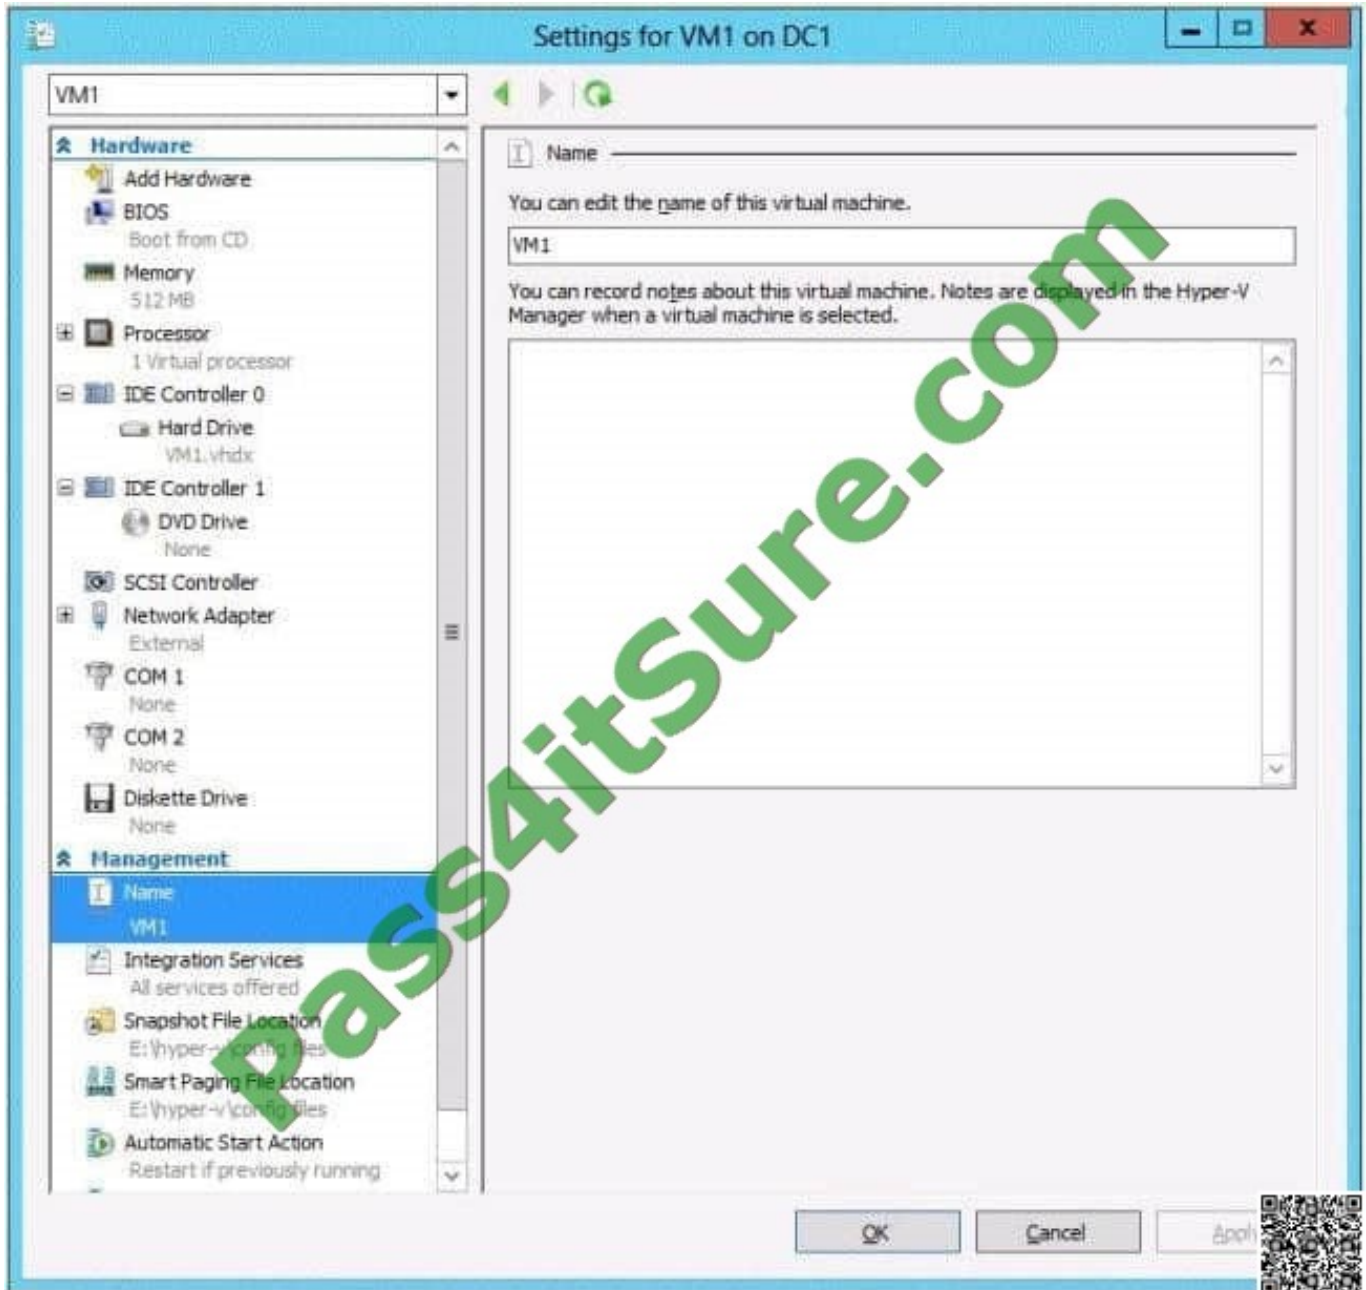 Settings for VM1 on DC1
VM1
Hardware
Add Hardware
BIOS
Boot from CD
Memory
512 MB
Processor
1 Virtual processor
IDE Controller 0
Hard Drive
VM1.vhdx
IDE Controller 1
DVD Drive
None
SCSI Controller
Network Adapter
External
COM 1
None
COM 2
None
Diskette Drive
None
Management
Name
VM1
Integration Services
All services offered
Snapshot File Location
E:\hyper-v\config files
Smart Paging File Location
E:\hyper-v\config files
Automatic Start Action
Restart if previously running
Name
You can edit the name of this virtual machine.
VM1
You can record notes about this virtual machine. Notes are displayed in the Hyper-V
Manager when a virtual machine is selected.
Pass4itSure.com
OK
Cancel